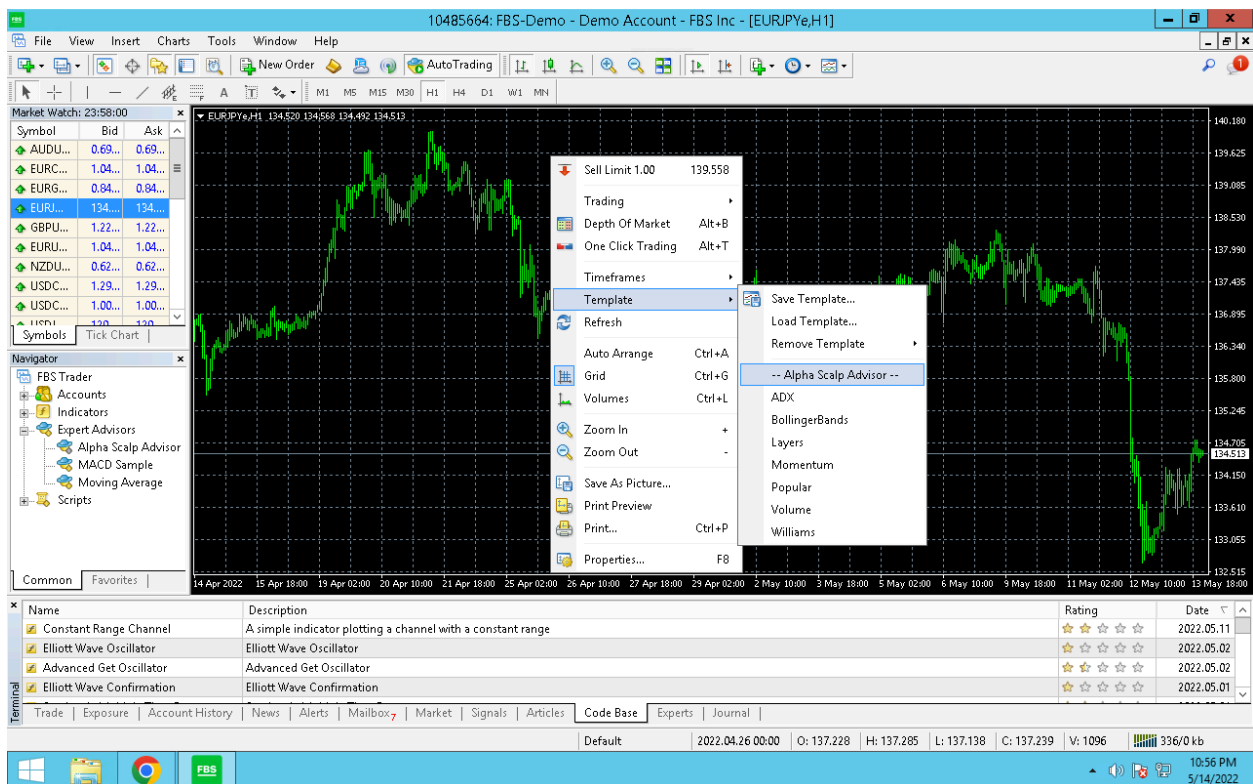 10485664: FBS-Demo - Demo Account - FBS Inc - [EURJPYe,H1]
File View Insert Charts Tools Window Help
New Order AutoTrading 1
A T M1 M5 M15 M30 H1 H4 D1 W1 MN
Market Watch: 23:58:00
Symbol Bid Ask
AUDU... 0.69... 0.69...
EURC... 1.04... 1.04...
EURG... 0.84... 0.84...
EURJ... 134.... 134....
GBPU... 1.22... 1.22...
EURU... 1.04... 1.04...
NZDU... 0.62... 0.62...
USDC... 1.29... 1.29...
USDC... 1.00... 1.00...
Symbols Tick Chart
Navigator
FBS Trader
Accounts
Indicators
Expert Advisors
Alpha Scalp Advisor
MACD Sample
Moving Average
Scripts
Common Favorites
EURJPYe,H1 134.520 134.568 134.492 134.513
Sell Limit 1.00 139.558
Trading
Depth Of Market Alt+B
One Click Trading Alt+T
Timeframes
Template
Refresh
Auto Arrange Ctrl+A
Grid Ctrl+G
Volumes Ctrl+L
Zoom In +
Zoom Out -
Save As Picture...
Print Preview
Print... Ctrl+P
Properties... F8
Save Template...
Load Template...
Remove Template
-- Alpha Scalp Advisor --
ADX
BollingerBands
Layers
Momentum
Popular
Volume
Williams
140.180
139.625
139.085
138.530
137.990
137.435
136.895
136.340
135.800
135.245
134.705
134.513
134.150
133.610
133.055
132.515
14 Apr 2022 15 Apr 18:00 19 Apr 02:00 20 Apr 10:00 21 Apr 18:00 25 Apr 02:00 26 Apr 10:00 27 Apr 18:00 29 Apr 02:00 2 May 10:00 3 May 18:00 5 May 02:00 6 May 10:00 9 May 18:00 11 May 02:00 12 May 10:00 13 May 18:00
Terminal
Name Description Rating Date
Constant Range Channel A simple indicator plotting a channel with a constant range 2022.05.11
Elliott Wave Oscillator Elliott Wave Oscillator 2022.05.02
Advanced Get Oscillator Advanced Get Oscillator 2022.05.02
Elliott Wave Confirmation Elliott Wave Confirmation 2022.05.01
Trade Exposure Account History News Alerts Mailbox 7 Market Signals Articles Code Base Experts Journal
Default 2022.04.26 00:00 O: 137.228 H: 137.285 L: 137.138 C: 137.239 V: 1096 336/0 kb
FBS
10:56 PM
5/14/2022